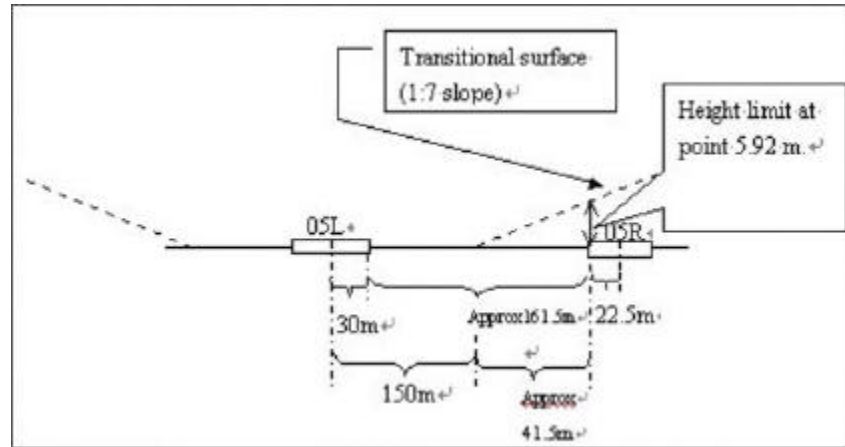 Transitional surface
(1:7 slope)
Height limit at
point 5.92 m.
05L
05R
30m
Approx161.5m
22.5m
150m
Approx
41.5m